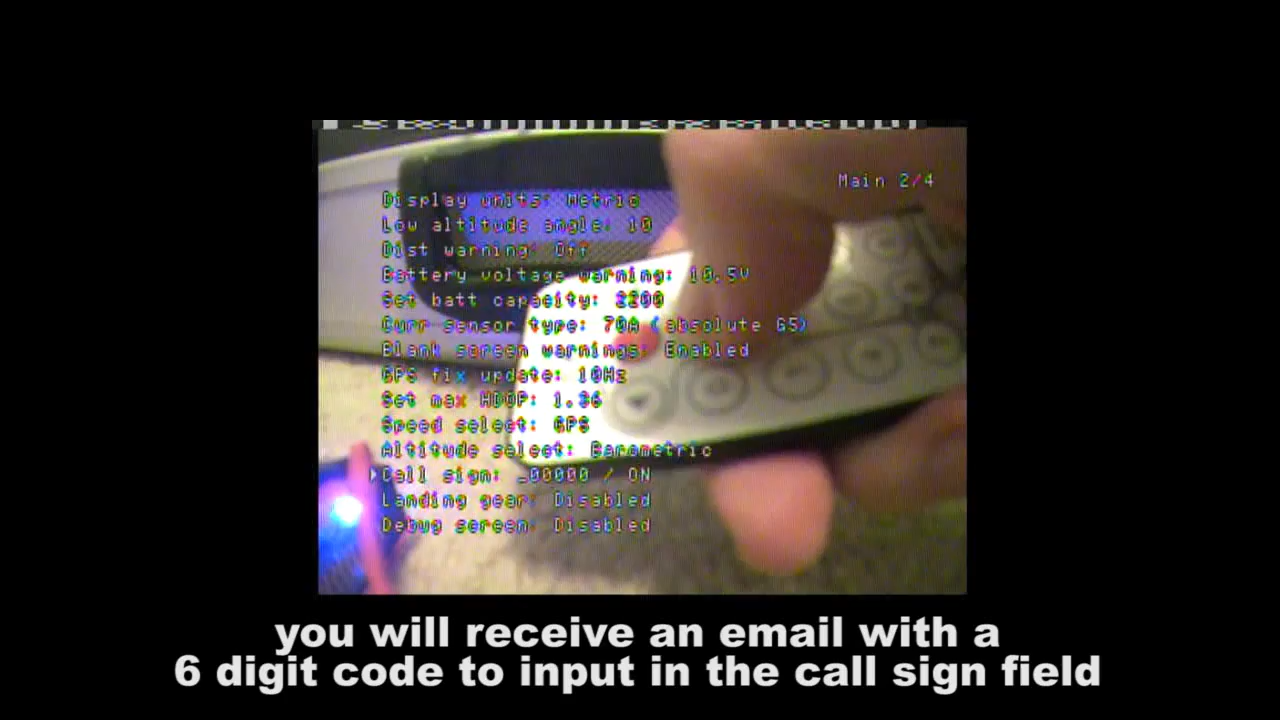 Main 2/4
Display units: Metric
Low altitude angle: 10
Dist warning: Off
Battery voltage warning: 10.5V
Set batt capacity: 2200
Curr sensor type: 70A (absolute G5)
Blank screen warnings: Enabled
GPS fix update: 10Hz
Set max HDOP: 1.36
Speed select: GPS
Altitude select: Barometric
Call sign: _00000 / ON
Landing gear: Disabled
Debug screen: Disabled
you will receive an email with a
6 digit code to input in the call sign field